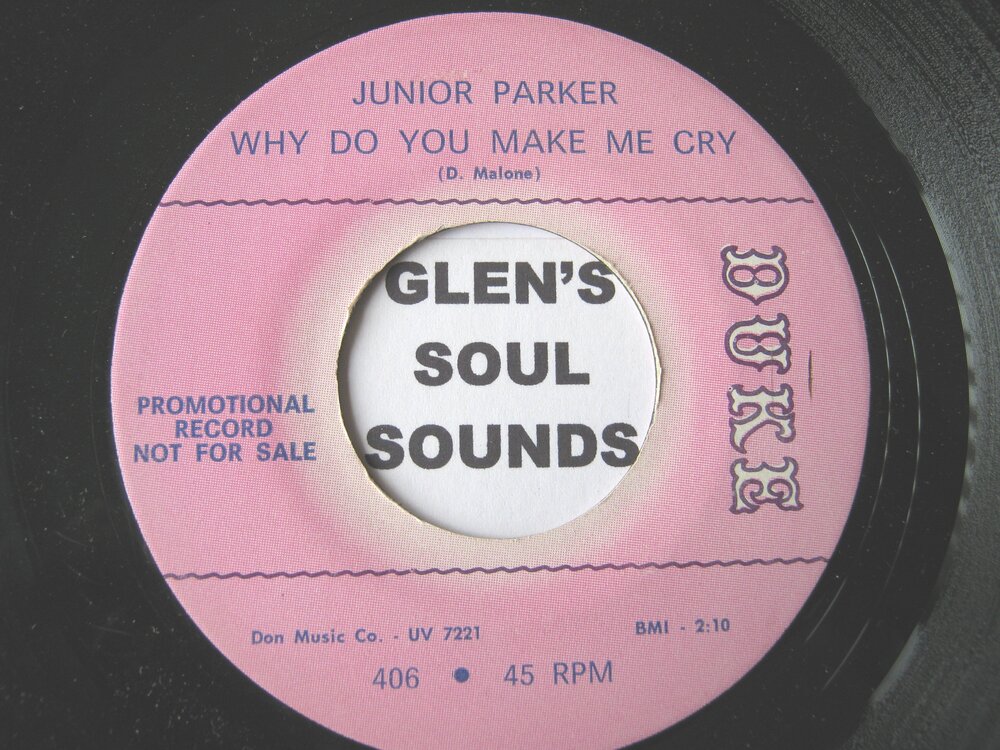 JUNIOR PARKER
WHY DO YOU MAKE ME CRY
(D. Malone)
GLEN'S
SOUL
SOUNDS
DUKE
PROMOTIONAL
RECORD
NOT FOR SALE
Don Music Co. - UV 7221
BMI - 2:10
406 • 45 RPM